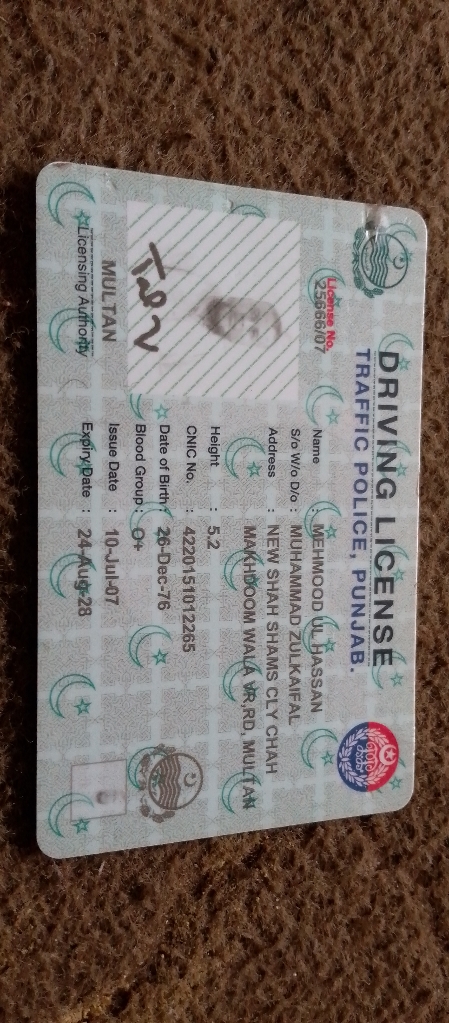 DRIVING LICENSE
TRAFFIC POLICE, PUNJAB.
License No.
25666/07
Name : MEHMOOD UL HASSAN
S/o W/o D/o : MUHAMMAD ZULKAIFAL
Address : NEW SHAH SHAMS CLY CHAH
MAKHDOOM WALA VR,RD, MULTAN
Height : 5.2
CNIC No. : 4220151012265
Date of Birth : 26-Dec-76
Blood Group : O+
Issue Date : 10-Jul-07
Expiry Date : 24-Aug-28
MULTAN
Licensing Authority